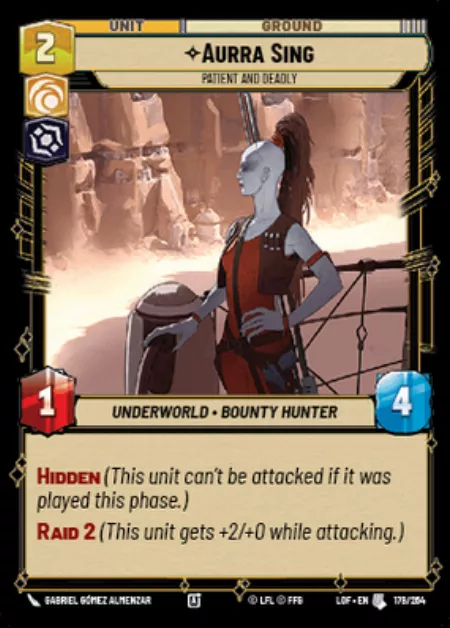 UNIT GROUND
2
AURRA SING
PATIENT AND DEADLY
1
UNDERWORLD • BOUNTY HUNTER
4
HIDDEN (This unit can't be attacked if it was
played this phase.)
RAID 2 (This unit gets +2/+0 while attacking.)
GABRIEL GÓMEZ ALMENZAR © LFL © FFG LOF • EN 179/264